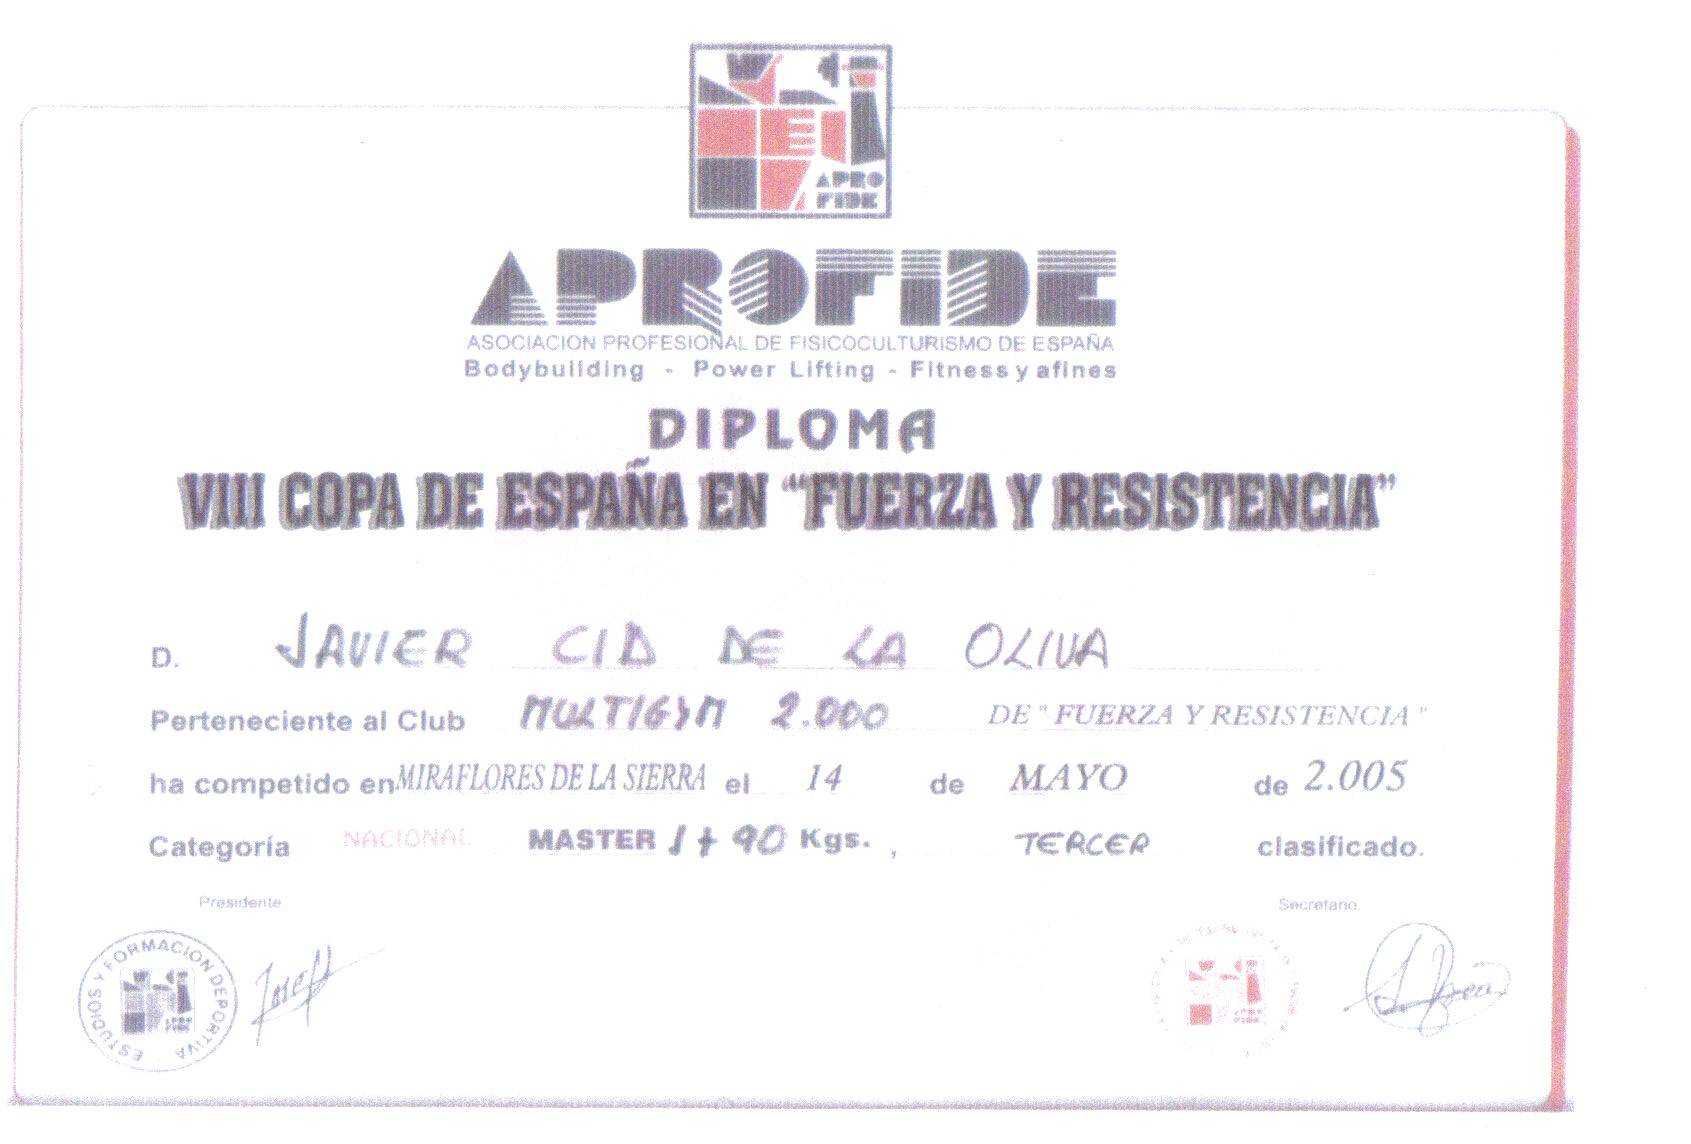 APRO
FIDE
APROFIDE
ASOCIACION PROFESIONAL DE FISICOCULTURISMO DE ESPAÑA
Bodybuilding - Power Lifting - Fitness y afines
DIPLOMA
VIII COPA DE ESPAÑA EN "FUERZA Y RESISTENCIA"
D. JAVIER CID DE LA OLIVA
Perteneciente al Club MULTIGYM 2.000 DE "FUERZA Y RESISTENCIA"
ha competido en MIRAFLORES DE LA SIERRA el 14 de MAYO de 2.005
Categoría NACIONAL MASTER 1 + 90 Kgs. , TERCER clasificado.
Presidente Secretario
ESTUDIOS Y FORMACION DEPORTIVA